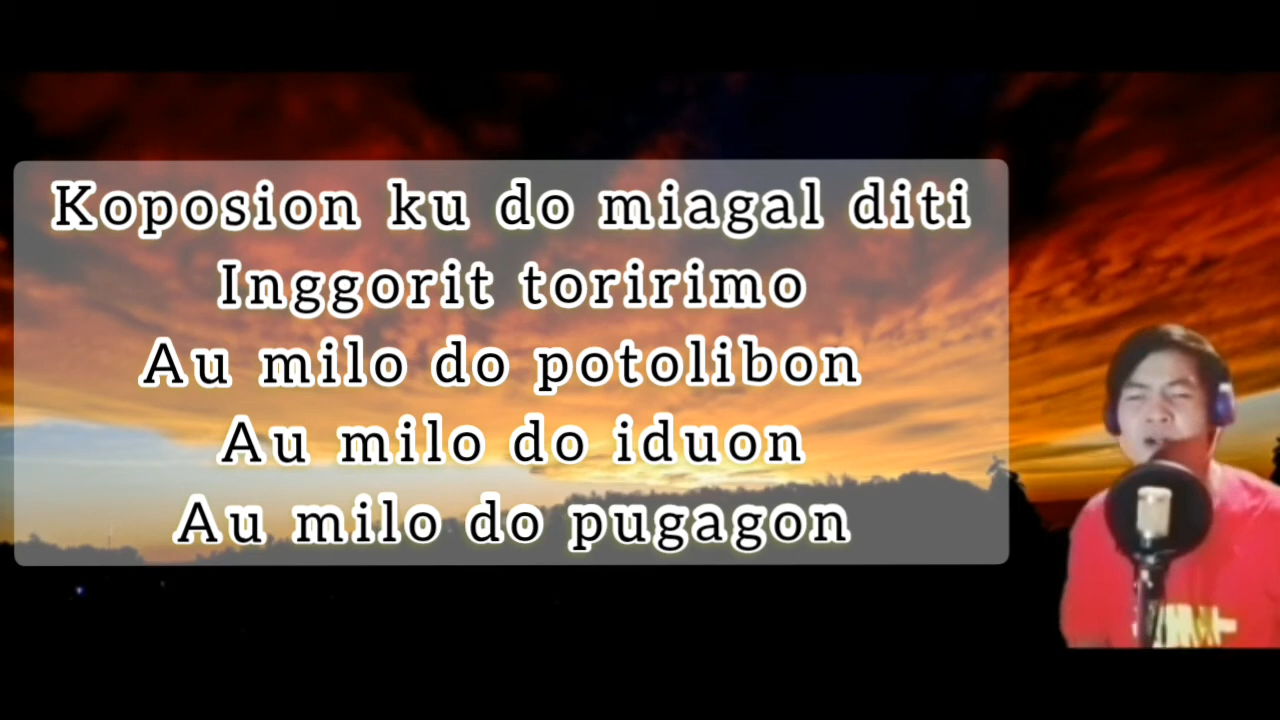 Koposion ku do miagal diti
Inggorit toririmo
Au milo do potolibon
Au milo do iduon
Au milo do pugagon